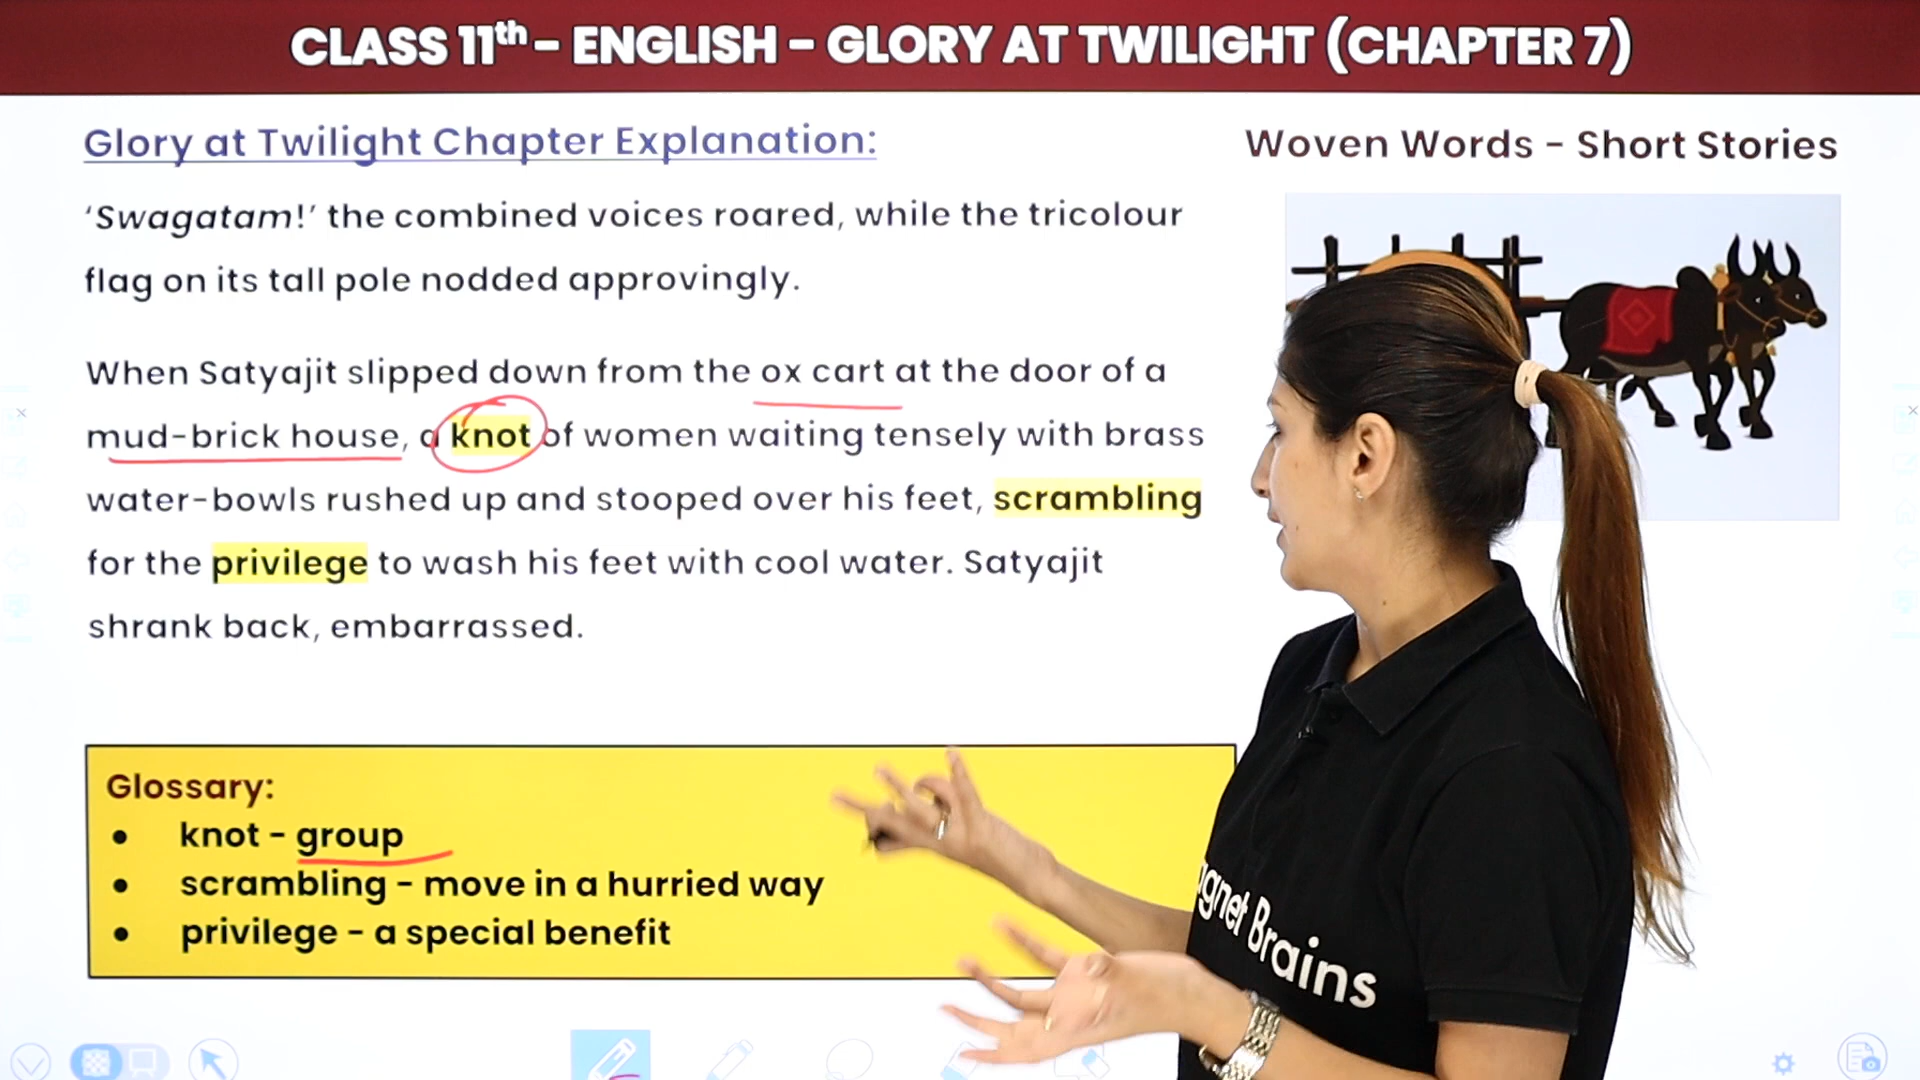 CLASS 11th – ENGLISH – GLORY AT TWILIGHT (CHAPTER 7)
Glory at Twilight Chapter Explanation:
Woven Words – Short Stories
‘Swagatam!’ the combined voices roared, while the tricolour
flag on its tall pole nodded approvingly.
When Satyajit slipped down from the ox cart at the door of a
mud-brick house, a knot of women waiting tensely with brass
water-bowls rushed up and stooped over his feet, scrambling
for the privilege to wash his feet with cool water. Satyajit
shrank back, embarrassed.
Glossary:
• knot – group
• scrambling – move in a hurried way
• privilege – a special benefit
Brains